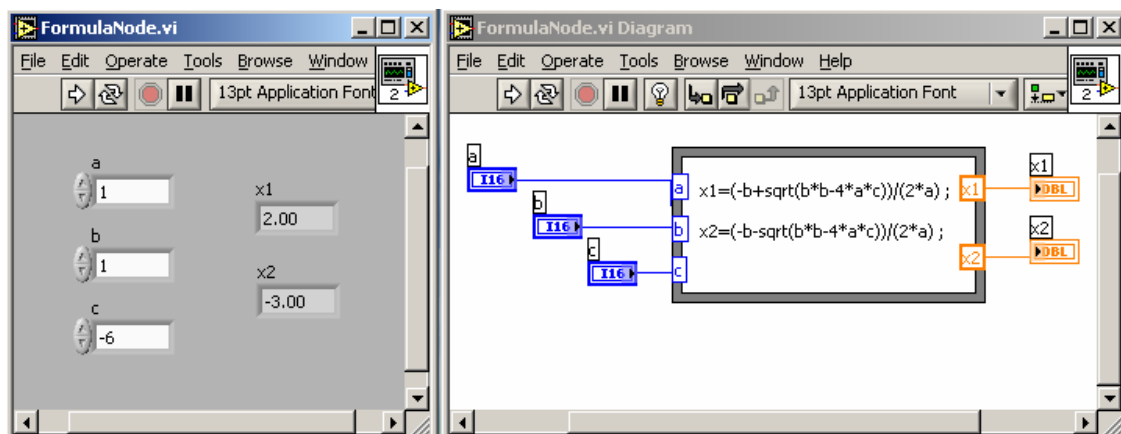 FormulaNode.vi
File Edit Operate Tools Browse Window
13pt Application Font
2
a
1
b
1
c
-6
x1
2.00
x2
-3.00
FormulaNode.vi Diagram
File Edit Operate Tools Browse Window Help
13pt Application Font
2
a
I16
b
I16
c
I16
a
b
c
x1=(-b+sqrt(b*b-4*a*c))/(2*a) ;
x2=(-b-sqrt(b*b-4*a*c))/(2*a) ;
x1
x2
x1
DBL
x2
DBL